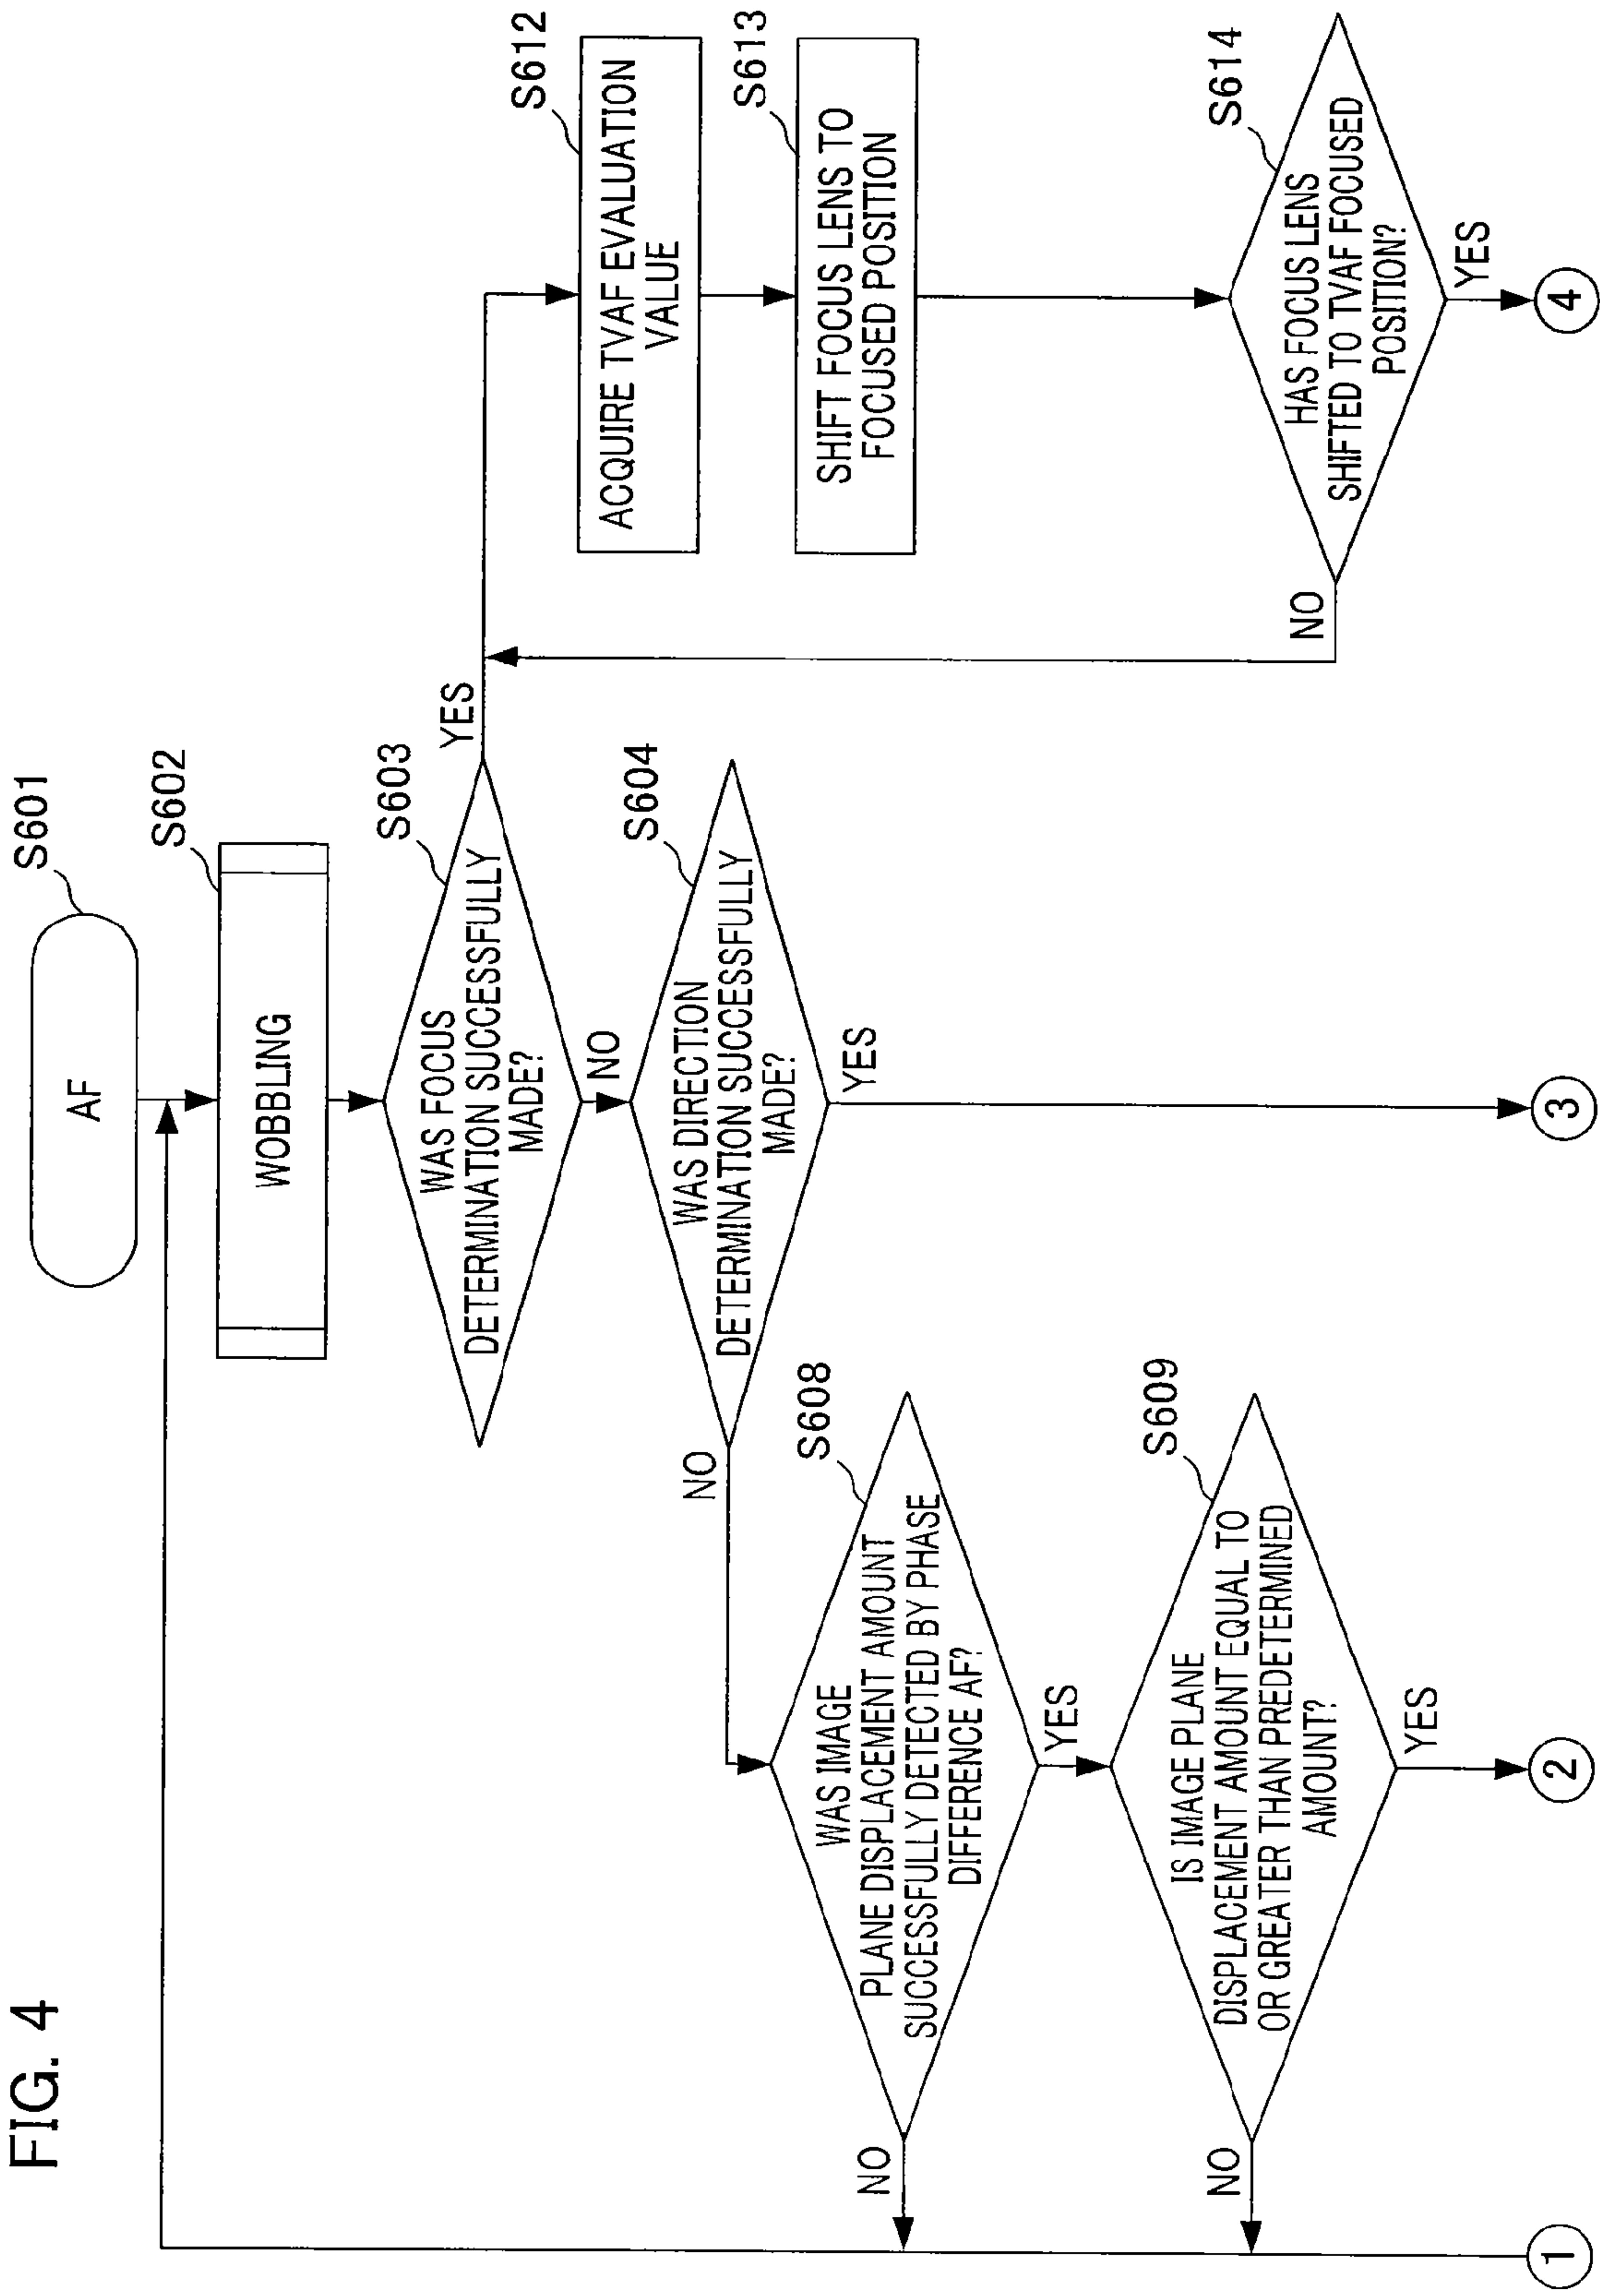 FIG. 4
AF
S601
WOBBLING
S602
WAS FOCUS
DETERMINATION SUCCESSFULLY
MADE?
S603
YES
NO
WAS DIRECTION
DETERMINATION SUCCESSFULLY
MADE?
S604
NO
YES
WAS IMAGE
PLANE DISPLACEMENT AMOUNT
SUCCESSFULLY DETECTED BY PHASE
DIFFERENCE AF?
S608
NO
YES
IS IMAGE PLANE
DISPLACEMENT AMOUNT EQUAL TO
OR GREATER THAN PREDETERMINED
AMOUNT?
S609
NO
YES
ACQUIRE TVAF EVALUATION
VALUE
S612
SHIFT FOCUS LENS TO
FOCUSED POSITION
S613
HAS FOCUS LENS
SHIFTED TO TVAF FOCUSED
POSITION?
S614
NO
YES
1
2
3
4